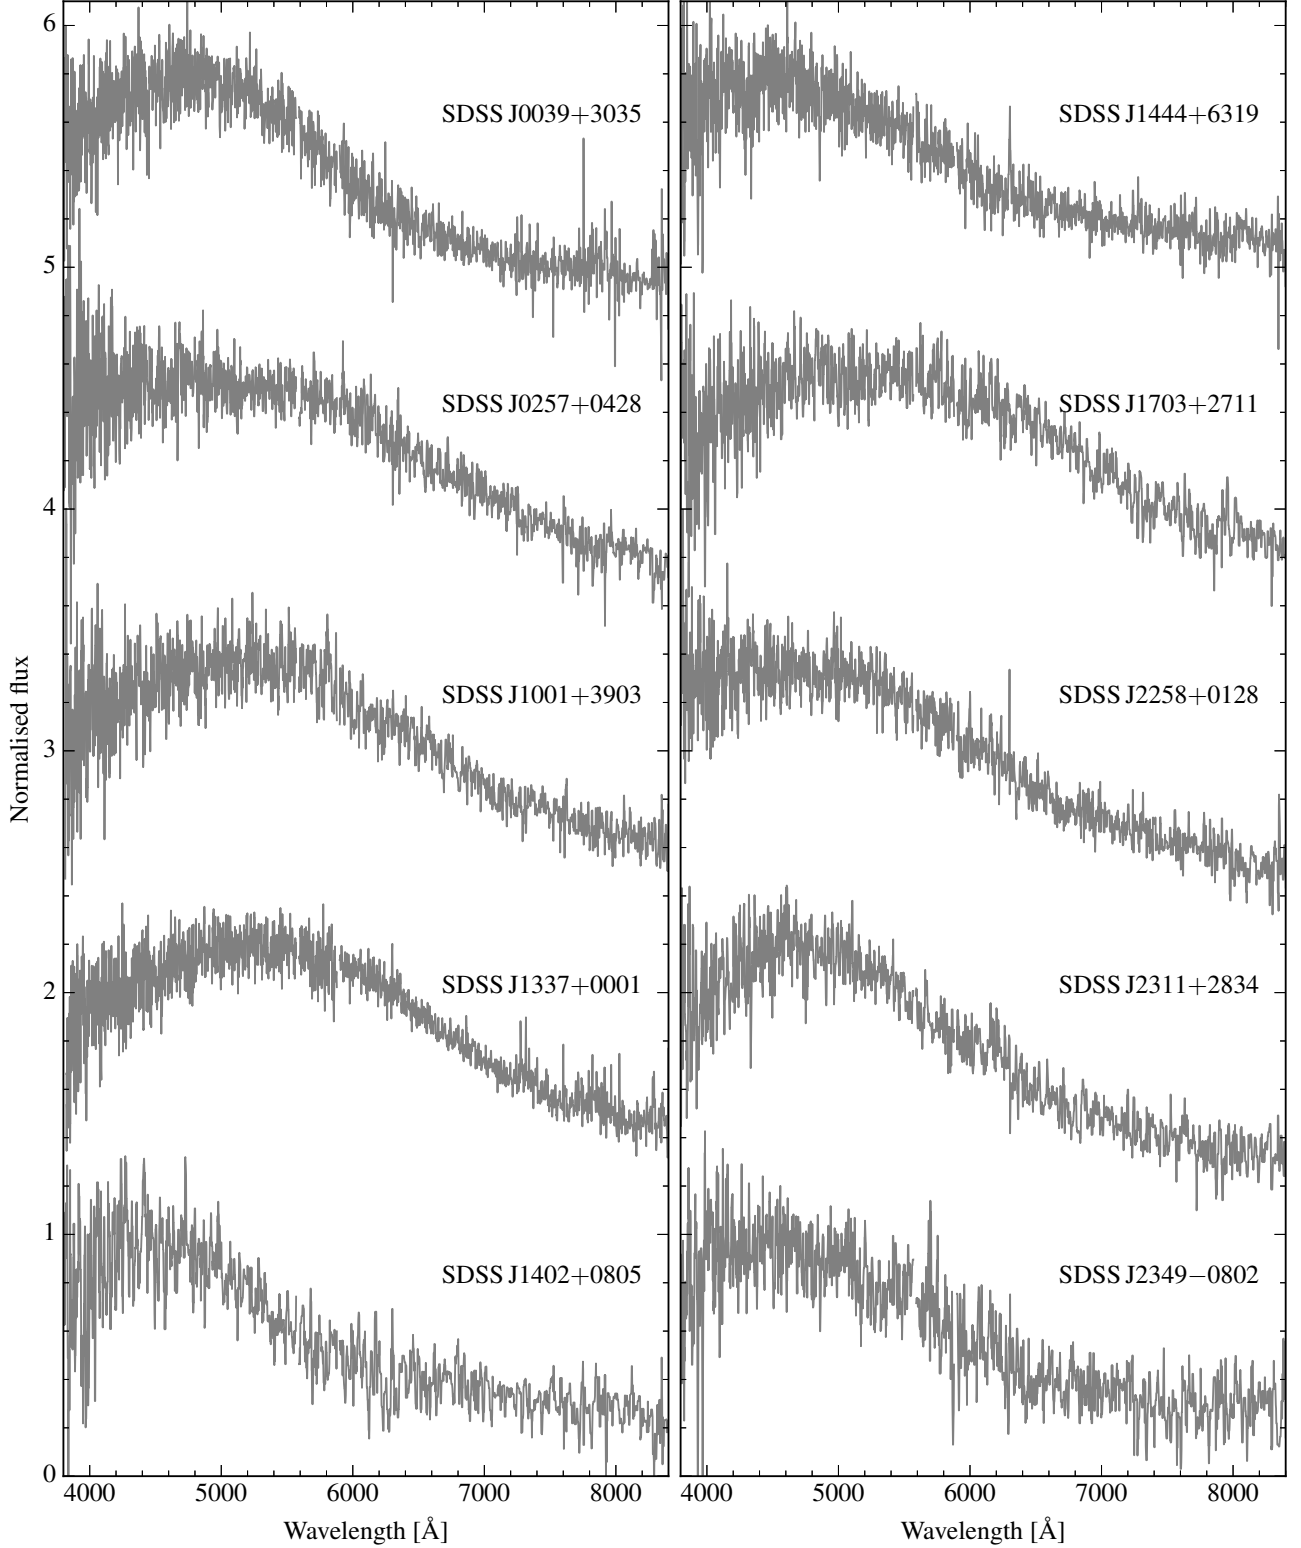 6
SDSS J0039+3035
SDSS J1444+6319
5
SDSS J0257+0428
SDSS J1703+2711
4
SDSS J1001+3903
SDSS J2258+0128
3
Normalised flux
SDSS J1337+0001
SDSS J2311+2834
2
1
SDSS J1402+0805
SDSS J2349−0802
0
4000 5000 6000 7000 8000 4000 5000 6000 7000 8000
Wavelength [Å] Wavelength [Å]